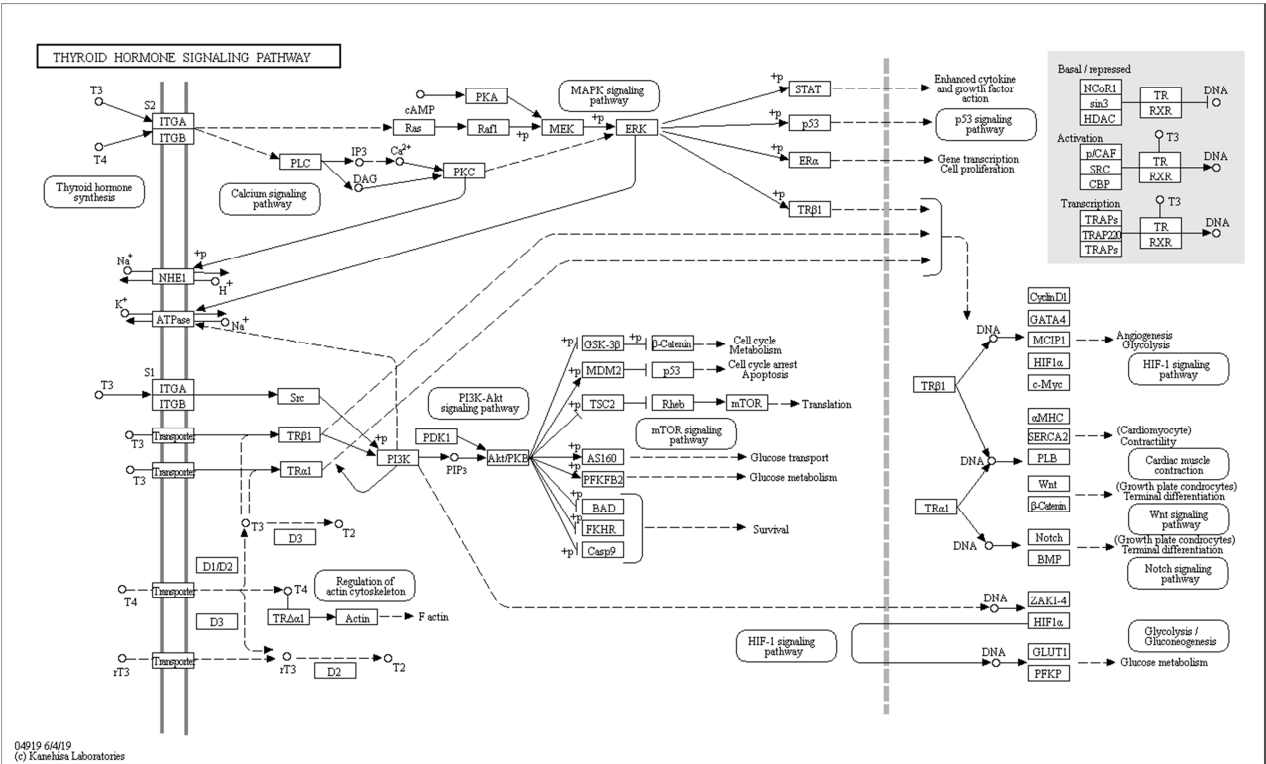 THYROID HORMONE SIGNALING PATHWAY
T3
S2
ITGA
ITGB
T4
Thyroid hormone
synthesis
cAMP
PKA
MAPK signaling
pathway
Ras
Raf1
+p
MEK
+p
ERK
PLC
IP3
Ca2+
DAG
PKC
Calcium signaling
pathway
+p
STAT
Enhanced cytokine
and growth factor
action
+p
p53
p53 signaling
pathway
+p
ERα
Gene transcription
Cell proliferation
+p
TRβ1
Basal / repressed
NCoR1
sin3
HDAC
TR
RXR
DNA
Activation
p/CAF
SRC
CBP
T3
TR
RXR
DNA
Transcription
TRAPs
TRAP220
TRAPs
T3
TR
RXR
DNA
+p
Na+
NHE1
H+
K+
ATPase
Na+
S1
T3
ITGA
ITGB
Src
Transporter
T3
TRβ1
Transporter
T3
TRα1
+p
PI3K
PI3K-Akt
signaling pathway
PDK1
PIP3
Akt/PKB
+p
GSK-3β
+p
β-Catenin
Cell cycle
Metabolism
+p
MDM2
p53
Cell cycle arrest
Apoptosis
+p
TSC2
Rheb
mTOR
Translation
mTOR signaling
pathway
+p
AS160
Glucose transport
+p
PFKFB2
Glucose metabolism
+p
BAD
+p
FKHR
+p
Casp9
Survival
T3
D3
T2
D1/D2
Transporter
T4
T4
Regulation of
actin cytoskeleton
TRΔα1
Actin
F actin
D3
Transporter
rT3
rT3
D2
T2
TRβ1
DNA
CyclinD1
GATA4
MCIP1
HIF1α
c-Myc
Angiogenesis
Glycolysis
HIF-1 signaling
pathway
DNA
αMHC
SERCA2
PLB
Wnt
β-Catenin
(Cardiomyocyte)
Contractility
Cardiac muscle
contraction
(Growth plate condrocytes)
Terminal differentiation
Wnt signaling
pathway
TRα1
DNA
Notch
BMP
(Growth plate condrocytes)
Terminal differentiation
Notch signaling
pathway
DNA
ZAKI-4
HIF1α
HIF-1 signaling
pathway
DNA
GLUT1
PFKP
Glycolysis /
Gluconeogenesis
Glucose metabolism
04919 6/4/19
(c) Kanehisa Laboratories